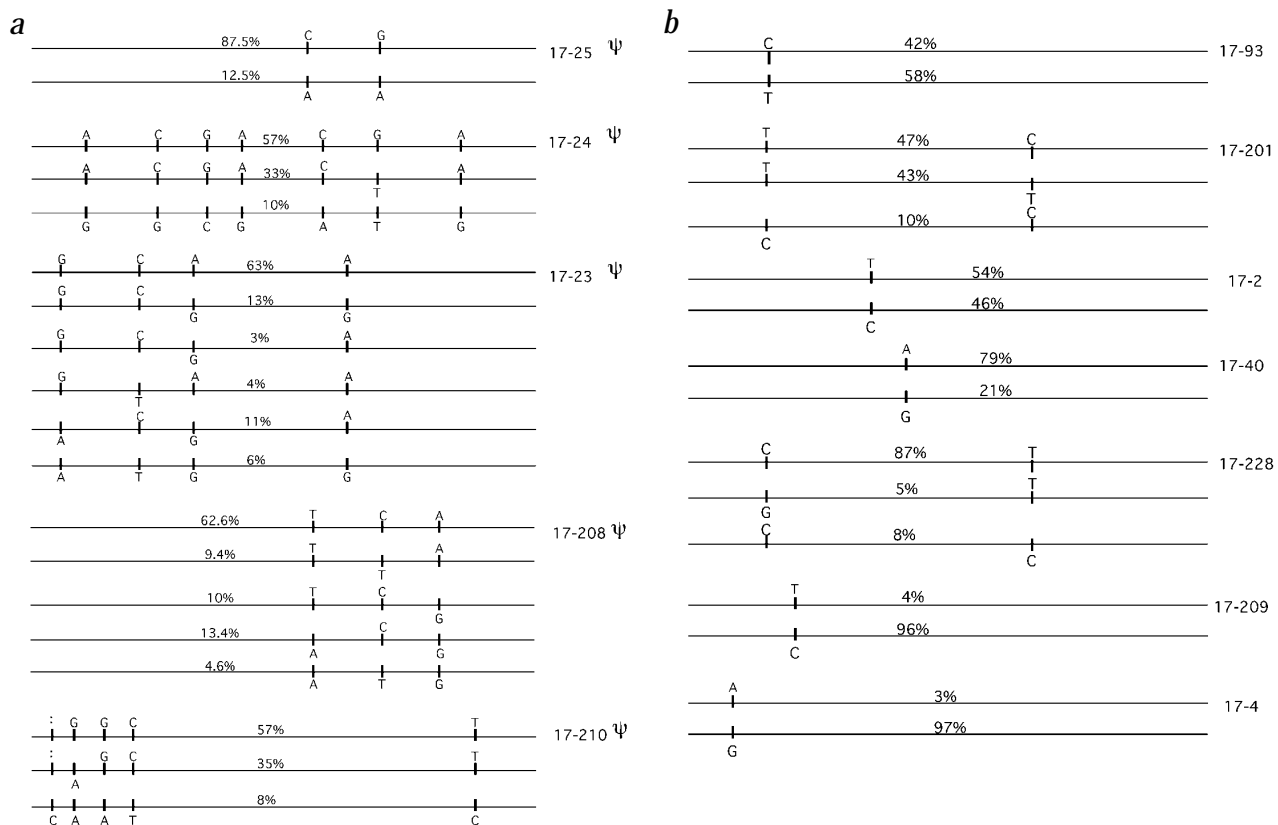 a
C G
87.5% 17-25 ψ
12.5%
A A
A C G A C G A
57% 17-24 ψ
A C G A C A
33%
T
10%
G G C G A T G
G C A A
63% 17-23 ψ
G C
13%
G G
G C A
3%
G
G A A
4%
T
C A
11%
A G
6%
A T G G
T C A
62.6% 17-208 ψ
T A
9.4%
T
T C
10%
G
C
13.4%
A G
4.6%
A T G
: G G C T
57% 17-210 ψ
: G C T
35%
A
8%
C A A T C
b
C 42% 17-93
58%
T
T C
47% 17-201
T
43%
T
C
10%
C
T
54% 17-2
46%
C
A
79% 17-40
21%
G
C T
87% 17-228
T
5%
G
C
8%
C
T
4% 17-209
96%
C
A
3% 17-4
97%
G